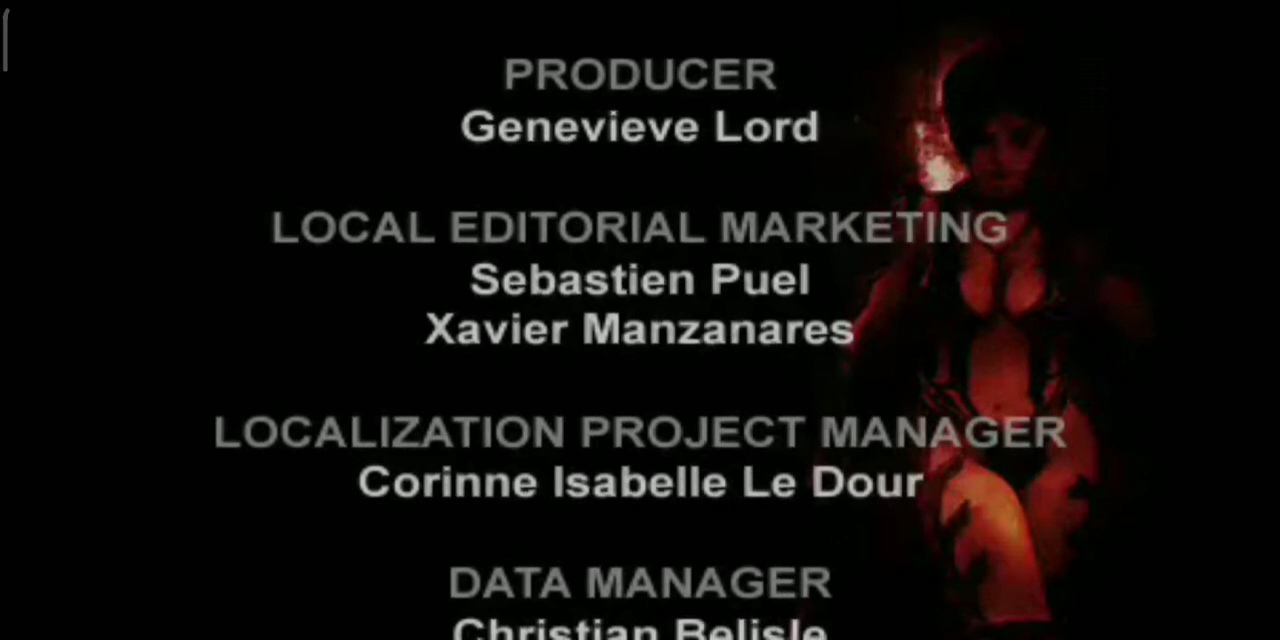 PRODUCER
Genevieve Lord
LOCAL EDITORIAL MARKETING
Sebastien Puel
Xavier Manzanares
LOCALIZATION PROJECT MANAGER
Corinne Isabelle Le Dour
DATA MANAGER
Christian Belisle